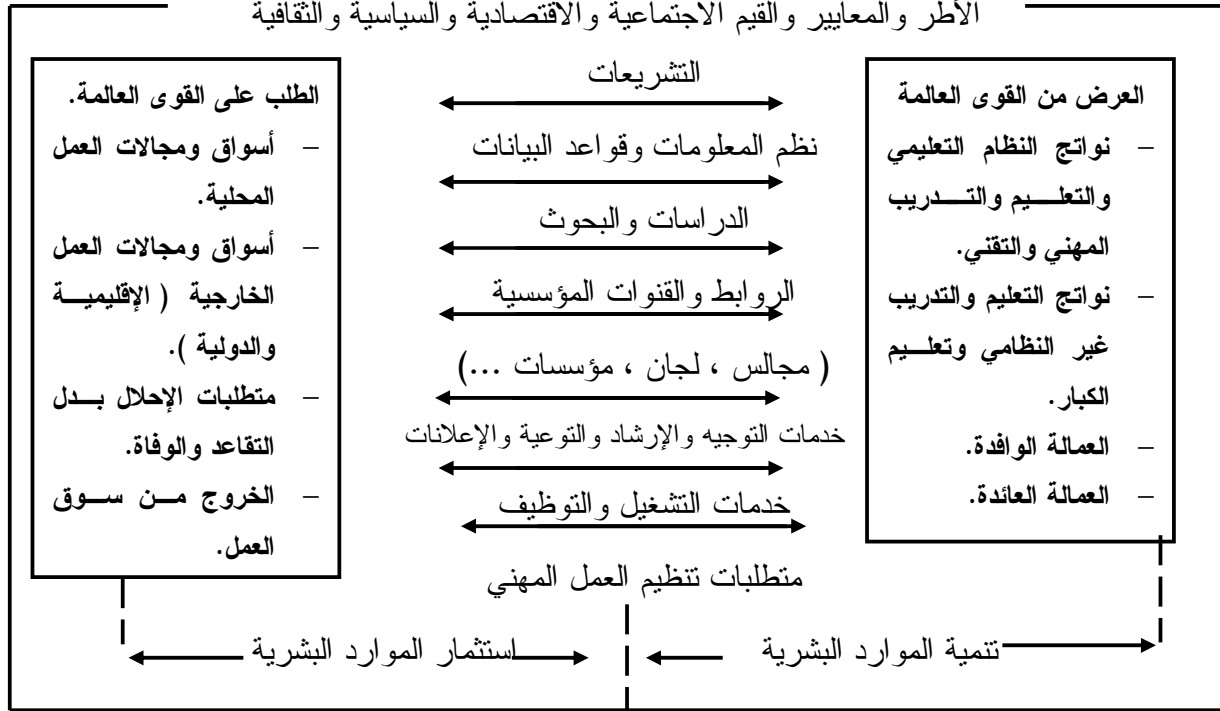 الأطر والمعايير والقيم الاجتماعية والاقتصادية والسياسية والثقافية
العرض من القوى العالمة
– نواتج النظام التعليمي
والتعليم والتدريب
المهني والتقني.
– نواتج التعليم والتدريب
غير النظامي وتعليم
الكبار.
– العمالة الوافدة.
– العمالة العائدة.
التشريعات
نظم المعلومات وقواعد البيانات
الدراسات والبحوث
الروابط والقنوات المؤسسية
( مجالس ، لجان ، مؤسسات ...)
خدمات التوجيه والإرشاد والتوعية والإعلانات
خدمات التشغيل والتوظيف
متطلبات تنظيم العمل المهني
الطلب على القوى العالمة.
– أسواق ومجالات العمل
المحلية.
– أسواق ومجالات العمل
الخارجية ( الإقليمية
والدولية ).
– متطلبات الإحلال بدل
التقاعد والوفاة.
– الخروج من سوق
العمل.
تنمية الموارد البشرية
استثمار الموارد البشرية